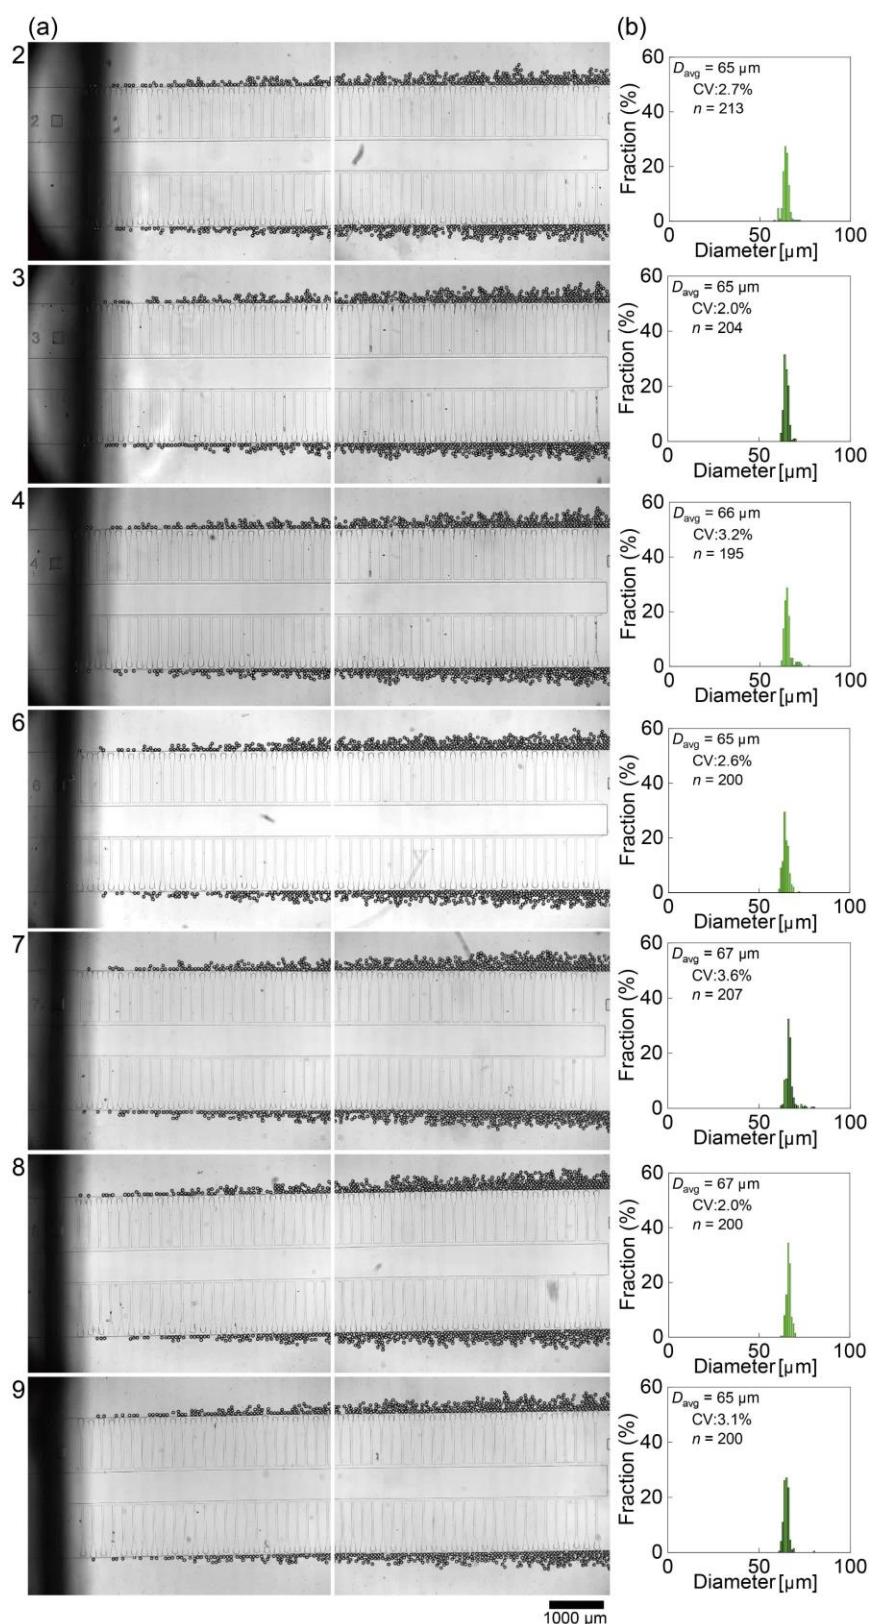 (a)
(b)
2
2
60
40
20
0
Fraction (%)
Davg = 65 µm
CV:2.7%
n = 213
0
50
100
Diameter[µm]
3
3
60
40
20
0
Fraction (%)
Davg = 65 µm
CV:2.0%
n = 204
0
50
100
Diameter[µm]
4
4
60
40
20
0
Fraction (%)
Davg = 66 µm
CV:3.2%
n = 195
0
50
100
Diameter[µm]
6
6
60
40
20
0
Fraction (%)
Davg = 65 µm
CV:2.6%
n = 200
0
50
100
Diameter[µm]
7
7
60
40
20
0
Fraction (%)
Davg = 67 µm
CV:3.6%
n = 207
0
50
100
Diameter[µm]
8
60
40
20
0
Fraction (%)
Davg = 67 µm
CV:2.0%
n = 200
0
50
100
Diameter[µm]
9
60
40
20
0
Fraction (%)
Davg = 65 µm
CV:3.1%
n = 200
0
50
100
Diameter[µm]
1000 µm